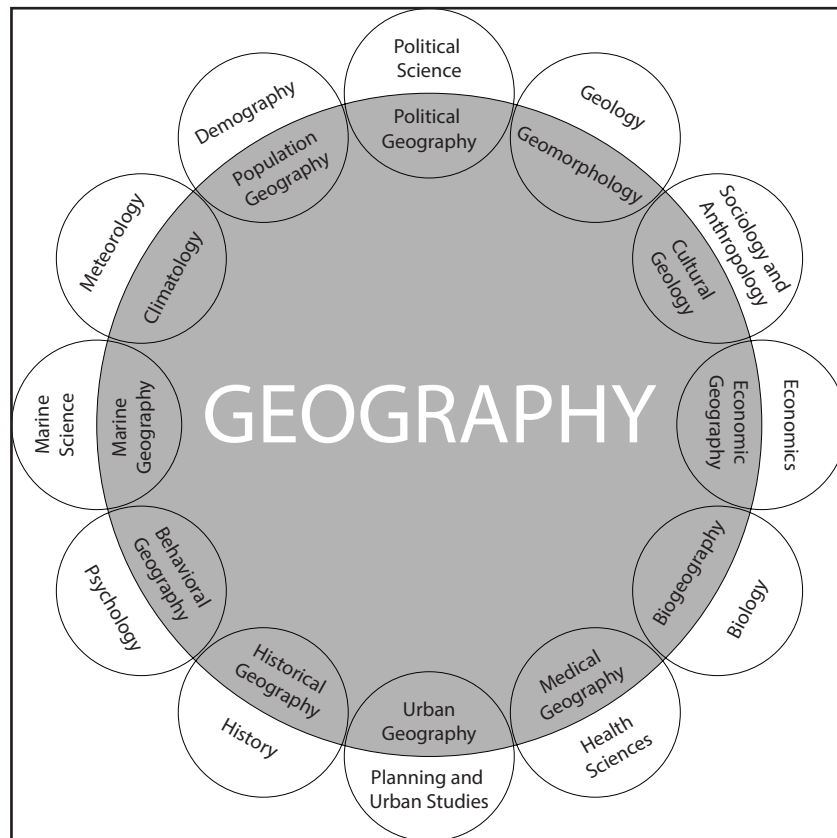 Political
Science
Political
Geography
Geology
Geomorphology
Sociology and
Anthropology
Cultural
Geology
Economics
Economic
Geography
Biology
Biogeography
Health
Sciences
Medical
Geography
Urban
Geography
Planning and
Urban Studies
Historical
Geography
History
Behavioral
Geography
Psychology
Marine
Science
Marine
Geography
Meteorology
Climatology
Demography
Population
Geography
GEOGRAPHY